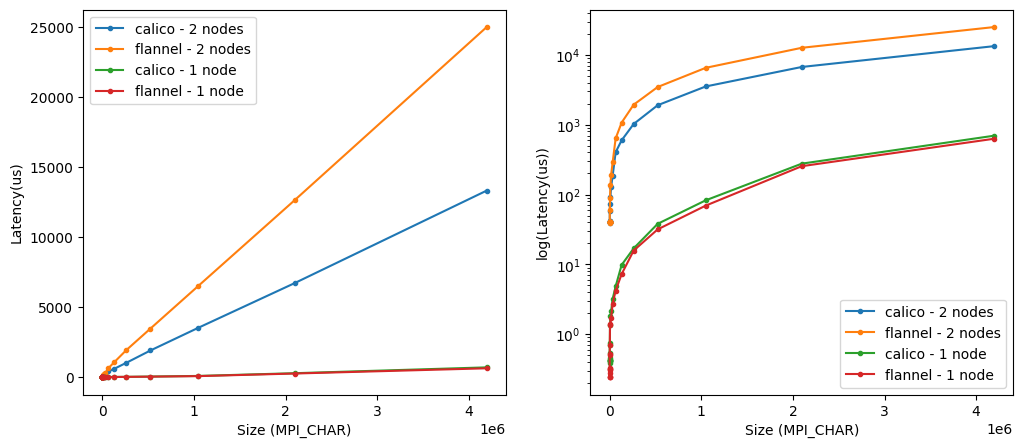 calico - 2 nodes
flannel - 2 nodes
calico - 1 node
flannel - 1 node
25000
20000
15000
10000
5000
0
Latency(us)
0 1 2 3 4
1e6
Size (MPI_CHAR)
10^4
10^3
10^2
10^1
10^0
log(Latency(us))
calico - 2 nodes
flannel - 2 nodes
calico - 1 node
flannel - 1 node
0 1 2 3 4
1e6
Size (MPI_CHAR)